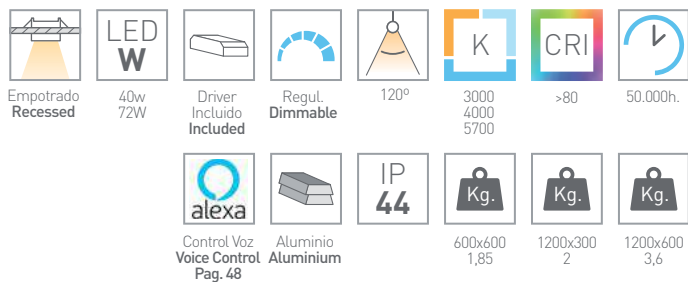 LED
W
K
CRI
Empotrado
Recessed
40w
72W
Driver
Incluido
Included
Regul.
Dimmable
120º
3000
4000
5700
>80
50.000h.
alexa
IP
44
Kg.
Kg.
Kg.
Control Voz
Voice Control
Pag. 48
Aluminio
Aluminium
600x600
1,85
1200x300
2
1200x600
3,6